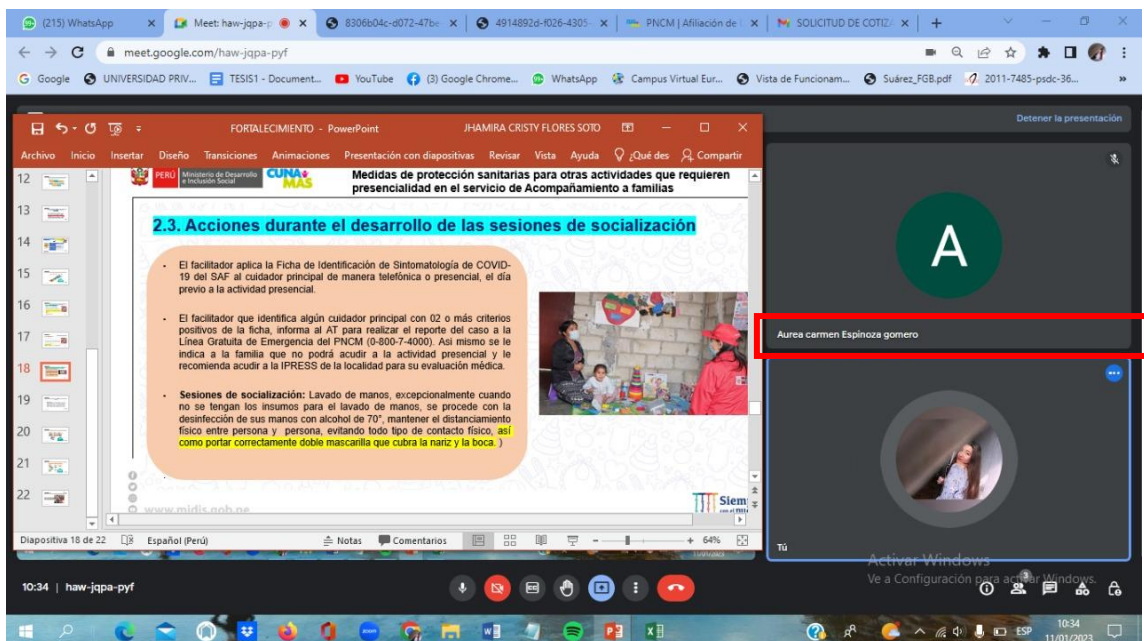 (215) WhatsApp
Meet: haw-jqpa-p
8306b04c-d072-47be-
4914892d-f026-4305-
PNCM | Afiliación de
SOLICITUD DE COTIZ
meet.google.com/haw-jqpa-pyf
Google UNIVERSIDAD PRIV... TESIS1 - Document... YouTube (3) Google Chrome... WhatsApp Campus Virtual Eur... Vista de Funcionam... Suárez_FGB.pdf 2011-7485-psdc-36... »
Detener la presentación
FORTALECIMIENTO - PowerPoint
JHAMIRA CRISTY FLORES SOTO
Archivo Inicio Insertar Diseño Transiciones Animaciones Presentación con diapositivas Revisar Vista Ayuda ¿Qué des Compartir
12
13
14
15
16
17
18
19
20
21
22
PERÚ
Ministerio de Desarrollo
e Inclusión Social
CUNA
MÁS
Medidas de protección sanitarias para otras actividades que requieren
presencialidad en el servicio de Acompañamiento a familias
2.3. Acciones durante el desarrollo de las sesiones de socialización
• El facilitador aplica la Ficha de Identificación de Sintomatología de COVID-
19 del SAF al cuidador principal de manera telefónica o presencial, el día
previo a la actividad presencial.
• El facilitador que identifica algún cuidador principal con 02 o más criterios
positivos de la ficha, informa al AT para realizar el reporte del caso a la
Línea Gratuita de Emergencia del PNCM (0-800-7-4000). Asi mismo se le
indica a la familia que no podrá acudir a la actividad presencial y le
recomienda acudir a la IPRESS de la localidad para su evaluación médica.
• Sesiones de socialización: Lavado de manos, excepcionalmente cuando
no se tengan los insumos para el lavado de manos, se procede con la
desinfección de sus manos con alcohol de 70°, mantener el distanciamiento
físico entre persona y persona, evitando todo tipo de contacto físico, así
como portar correctamente doble mascarilla que cubra la nariz y la boca. )
www.midis.gob.pe
Siem
Diapositiva 18 de 22 Español (Perú) Notas Comentarios 64%
A
Aurea carmen Espinoza gomero
Tú
Activar Windows
Ve a Configuración para activar Windows.
10:34 | haw-jqpa-pyf
3
ESP
10:34
11/01/2023